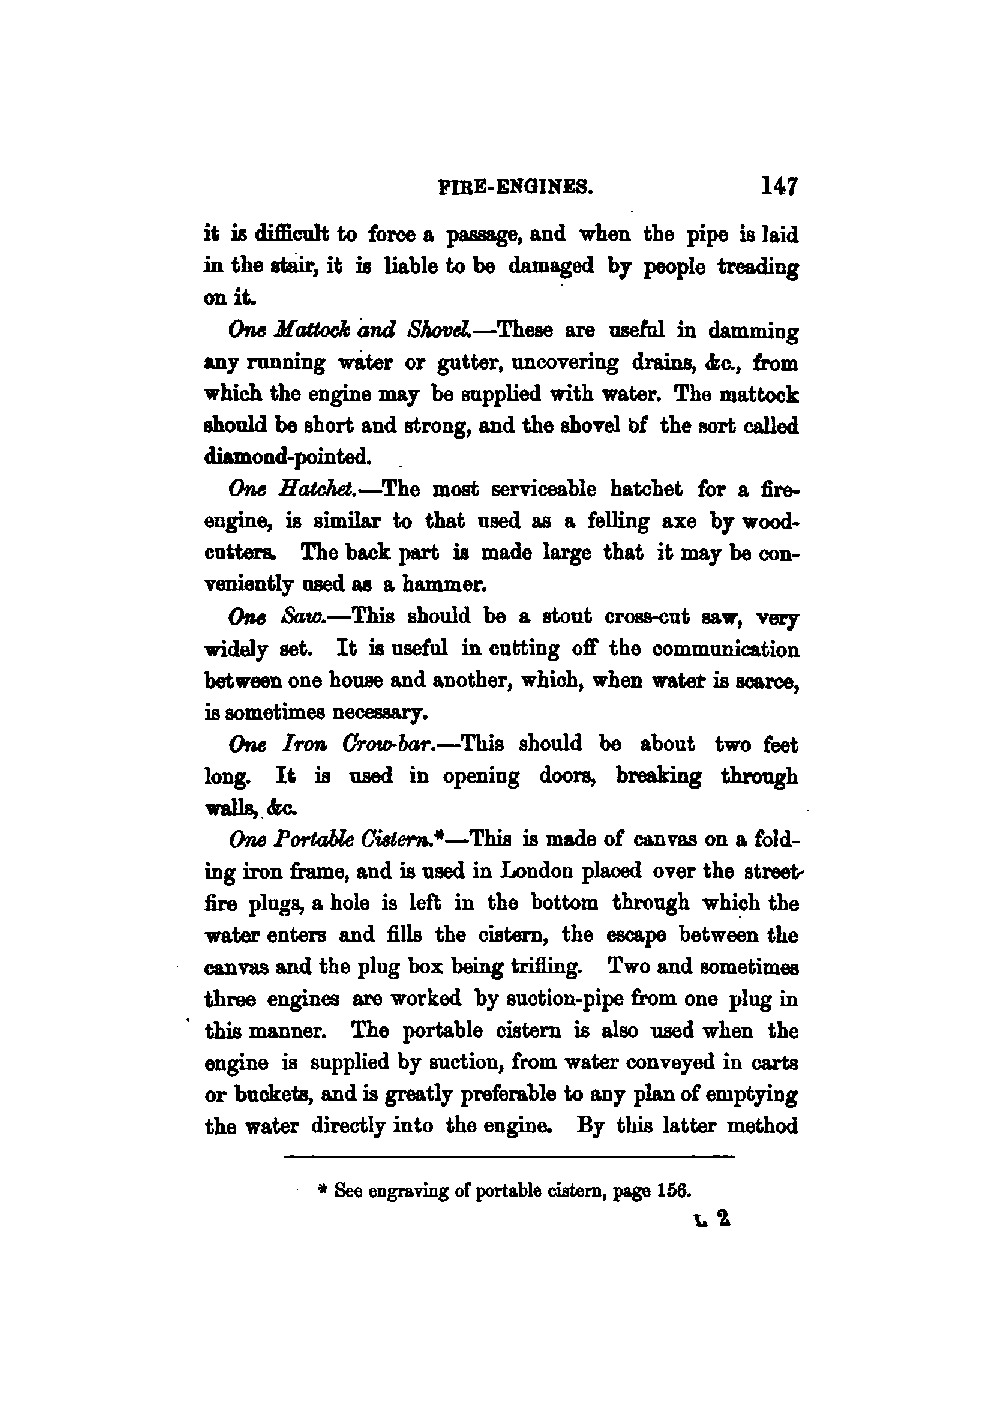 FIRE-ENGINES. 147
it is difficult to force a passage, and when the pipe is laid
in the stair, it is liable to be damaged by people treading
on it.
One Mattock and Shovel.—These are useful in damming
any running water or gutter, uncovering drains, &c., from
which the engine may be supplied with water. The mattock
should be short and strong, and the shovel of the sort called
diamond-pointed.
One Hatchet.—The most serviceable hatchet for a fire-
engine, is similar to that used as a felling axe by wood-
cutters. The back part is made large that it may be con-
veniently used as a hammer.
One Saw.—This should be a stout cross-cut saw, very
widely set. It is useful in cutting off the communication
between one house and another, which, when water is scarce,
is sometimes necessary.
One Iron Crow-bar.—This should be about two feet
long. It is used in opening doors, breaking through
walls, &c.
One Portable Cistern.*—This is made of canvas on a fold-
ing iron frame, and is used in London placed over the street-
fire plugs, a hole is left in the bottom through which the
water enters and fills the cistern, the escape between the
canvas and the plug box being trifling. Two and sometimes
three engines are worked by suction-pipe from one plug in
this manner. The portable cistern is also used when the
engine is supplied by suction, from water conveyed in carts
or buckets, and is greatly preferable to any plan of emptying
the water directly into the engine. By this latter method
* See engraving of portable cistern, page 156.
L 2